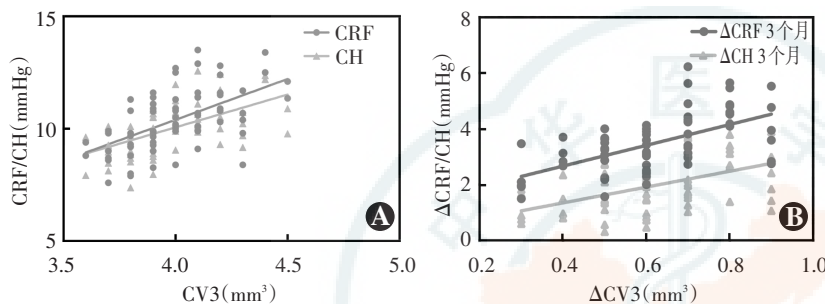 15
10
5
3.6
4.0
4.5
5.0
CRF/CH(mmHg)
CV3(mm³)
CRF
CH
A
8
6
4
2
0
0.2
0.4
0.6
0.8
1.0
ΔCRF/CH(mmHg)
ΔCV3(mm³)
ΔCRF 3个月
ΔCH 3个月
B